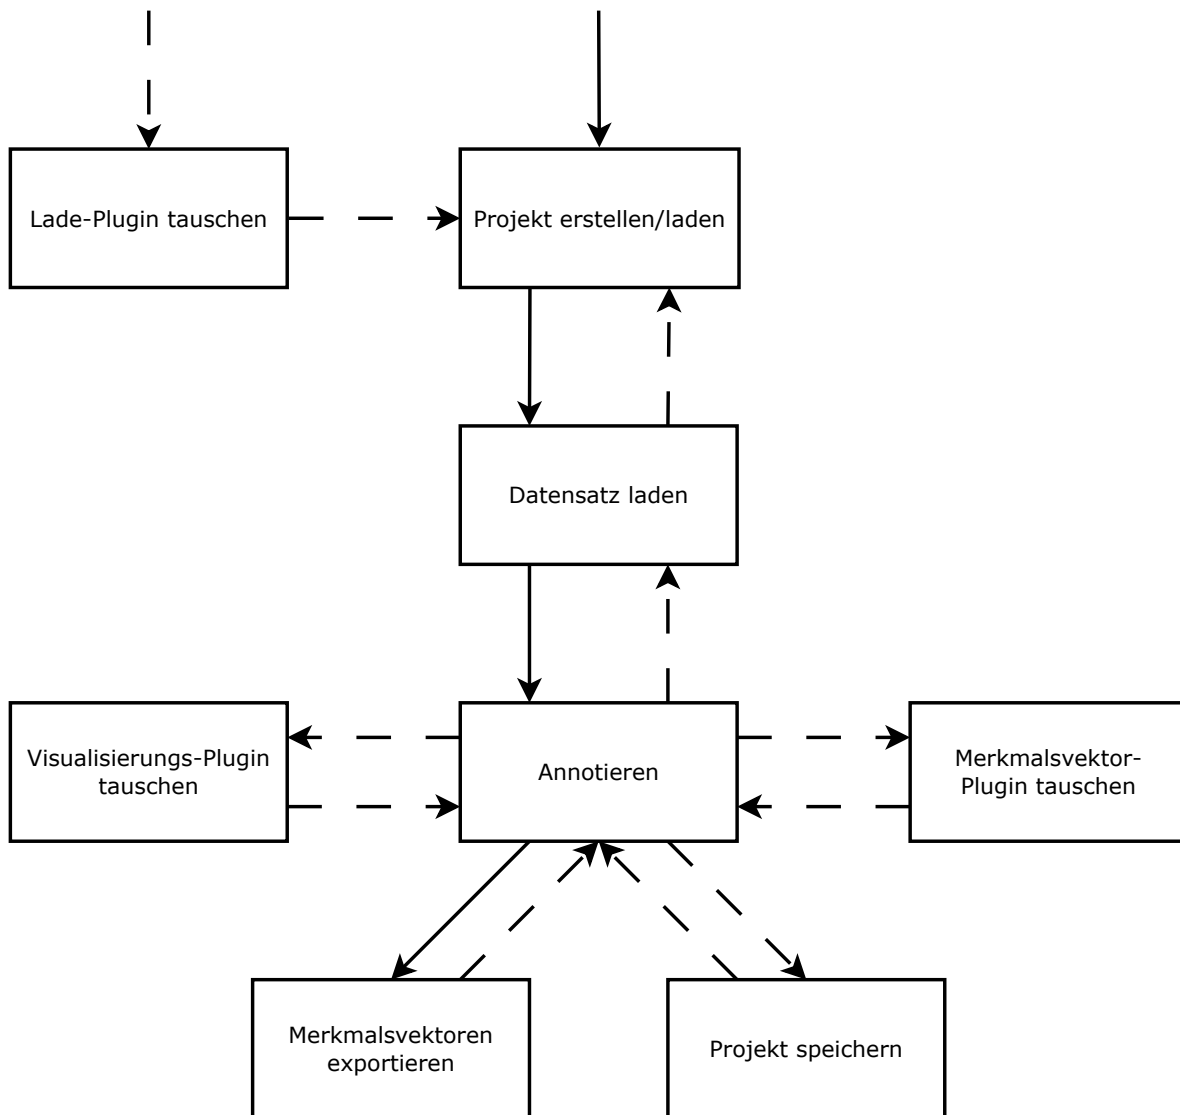 Lade-Plugin tauschen
Projekt erstellen/laden
Datensatz laden
Visualisierungs-Plugin
tauschen
Annotieren
Merkmalsvektor-
Plugin tauschen
Merkmalsvektoren
exportieren
Projekt speichern